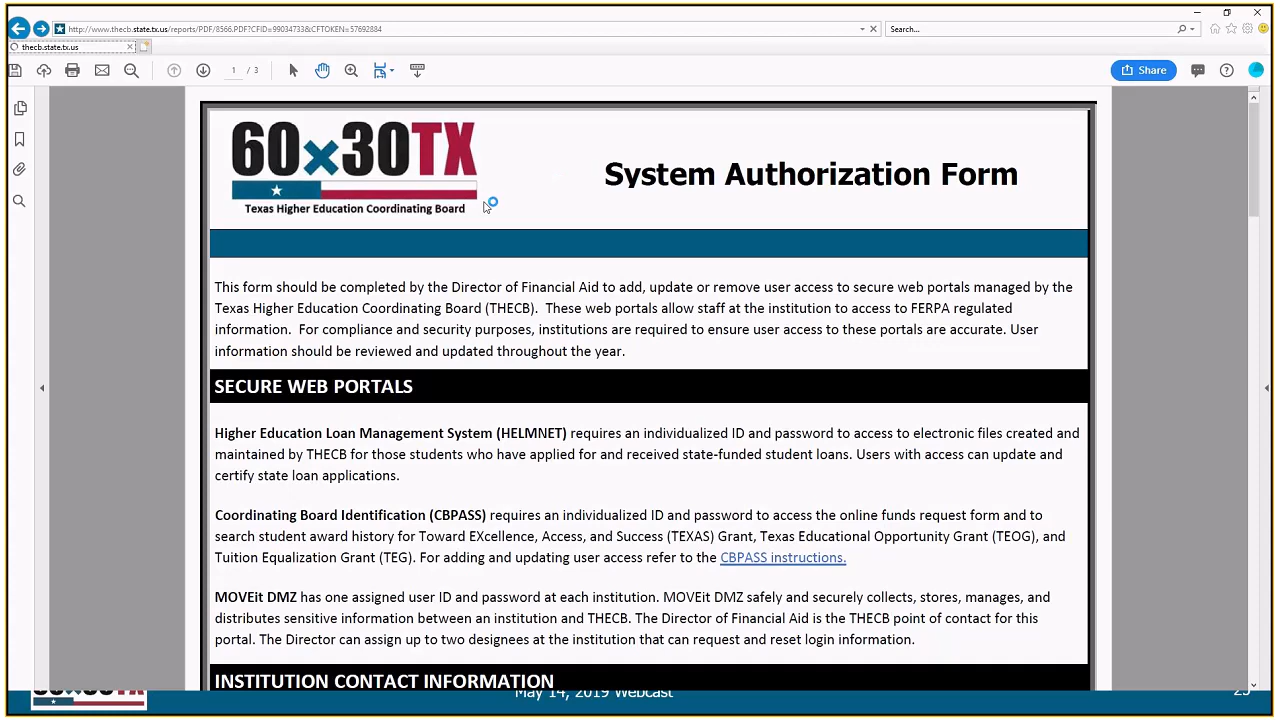 http://www.thecb.state.tx.us/reports/PDF/8566.PDF?CFID=99034733&CFTOKEN=57692884
Search...
thecb.state.tx.us
1 / 3
Share
60x30TX
System Authorization Form
Texas Higher Education Coordinating Board
This form should be completed by the Director of Financial Aid to add, update or remove user access to secure web portals managed by the
Texas Higher Education Coordinating Board (THECB). These web portals allow staff at the institution to access to FERPA regulated
information. For compliance and security purposes, institutions are required to ensure user access to these portals are accurate. User
information should be reviewed and updated throughout the year.
SECURE WEB PORTALS
Higher Education Loan Management System (HELMNET) requires an individualized ID and password to access to electronic files created and
maintained by THECB for those students who have applied for and received state-funded student loans. Users with access can update and
certify state loan applications.
Coordinating Board Identification (CBPASS) requires an individualized ID and password to access the online funds request form and to
search student award history for Toward EXcellence, Access, and Success (TEXAS) Grant, Texas Educational Opportunity Grant (TEOG), and
Tuition Equalization Grant (TEG). For adding and updating user access refer to the CBPASS instructions.
MOVEit DMZ has one assigned user ID and password at each institution. MOVEit DMZ safely and securely collects, stores, manages, and
distributes sensitive information between an institution and THECB. The Director of Financial Aid is the THECB point of contact for this
portal. The Director can assign up to two designees at the institution that can request and reset login information.
INSTITUTION CONTACT INFORMATION
60x30TX
May 14, 2019 Webcast